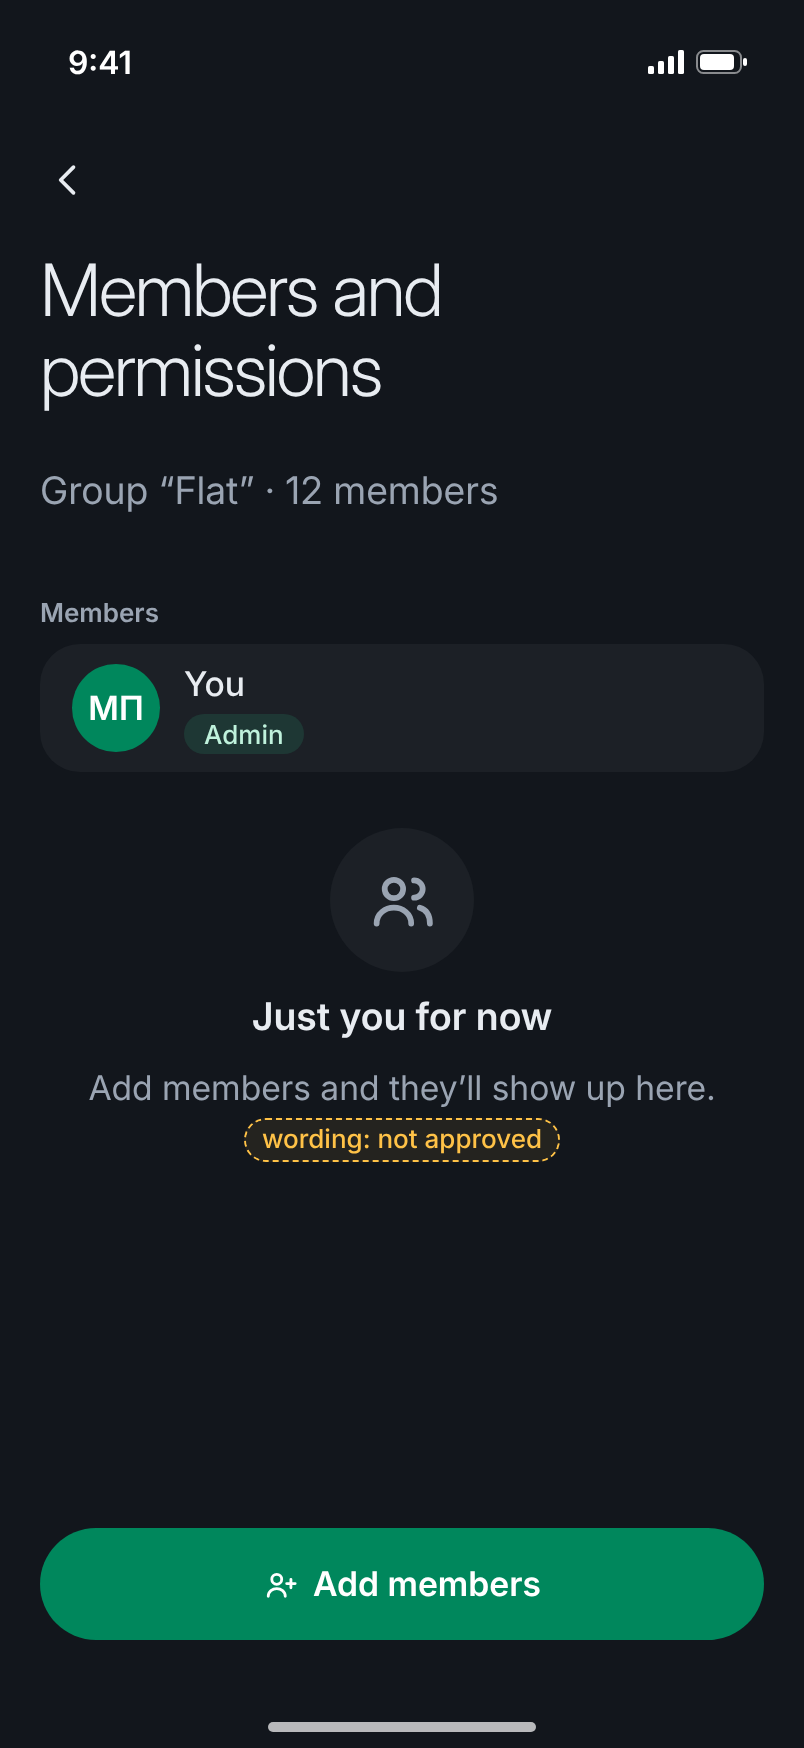 9:41
Members and
permissions
Group “Flat” · 12 members
Members
МП
You
Admin
Just you for now
Add members and they’ll show up here.
wording: not approved
Add members